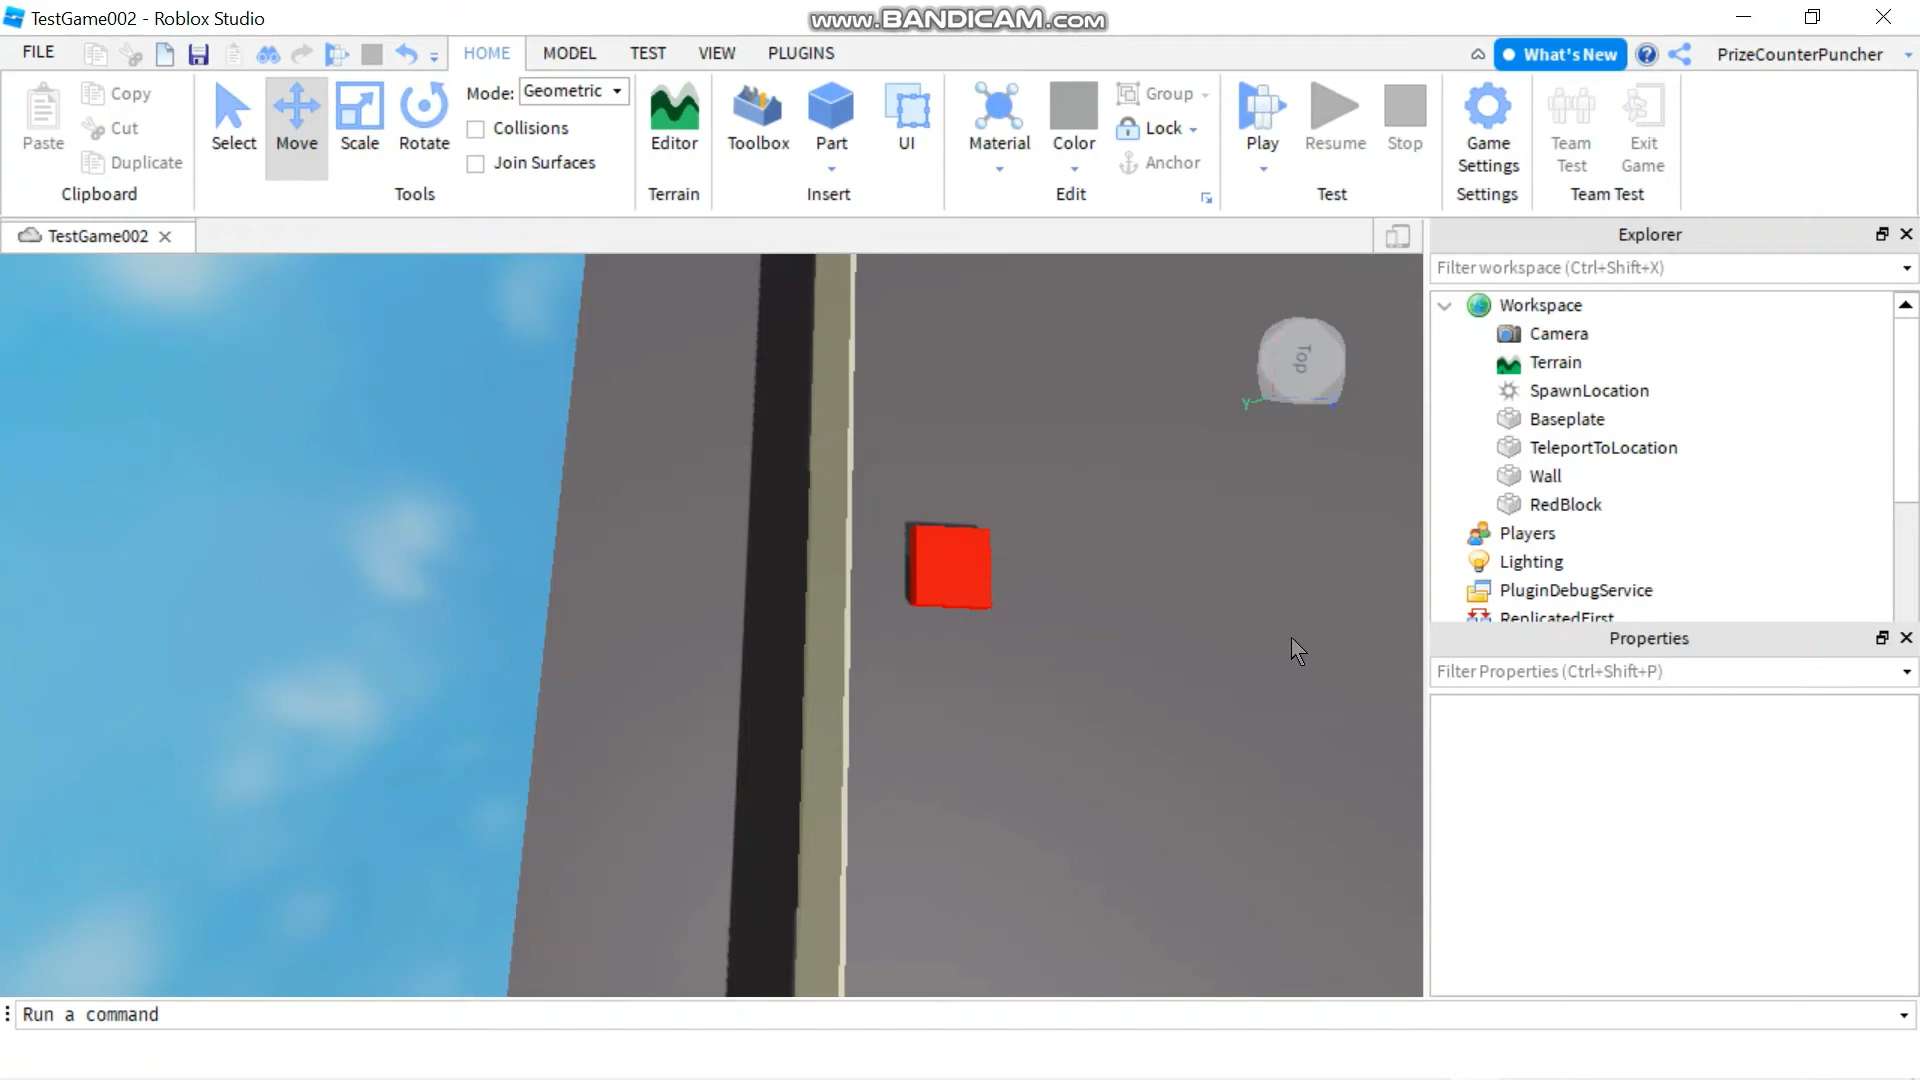 TestGame002 - Roblox Studio
www.BANDICAM.com
FILE
HOME
MODEL
TEST
VIEW
PLUGINS
What's New
PrizeCounterPuncher
Paste
Copy
Cut
Duplicate
Clipboard
Select
Move
Scale
Rotate
Mode: Geometric
Collisions
Join Surfaces
Tools
Editor
Terrain
Toolbox
Part
UI
Insert
Material
Color
Group
Lock
Anchor
Edit
Play
Resume
Stop
Test
Game
Settings
Settings
Team
Test
Exit
Game
Team Test
TestGame002
Explorer
Filter workspace (Ctrl+Shift+X)
Workspace
Camera
Terrain
SpawnLocation
Baseplate
TeleportToLocation
Wall
RedBlock
Players
Lighting
PluginDebugService
ReplicatedFirst
Properties
Filter Properties (Ctrl+Shift+P)
Top
Y
Run a command